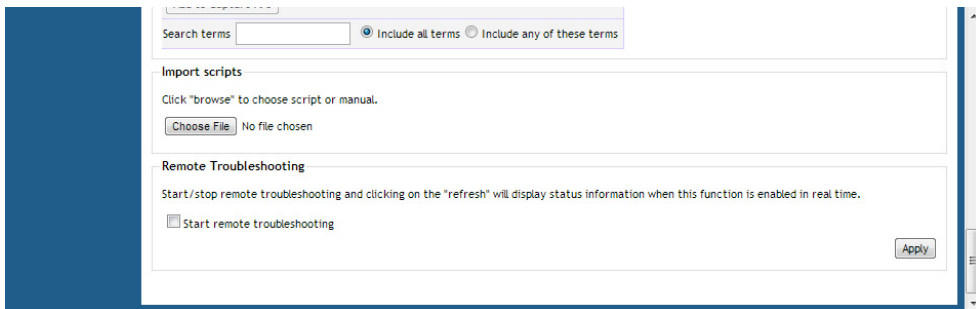 Search terms Include all terms Include any of these terms
Import scripts
Click "browse" to choose script or manual.
Choose File No file chosen
Remote Troubleshooting
Start/stop remote troubleshooting and clicking on the "refresh" will display status information when this function is enabled in real time.
Start remote troubleshooting
Apply